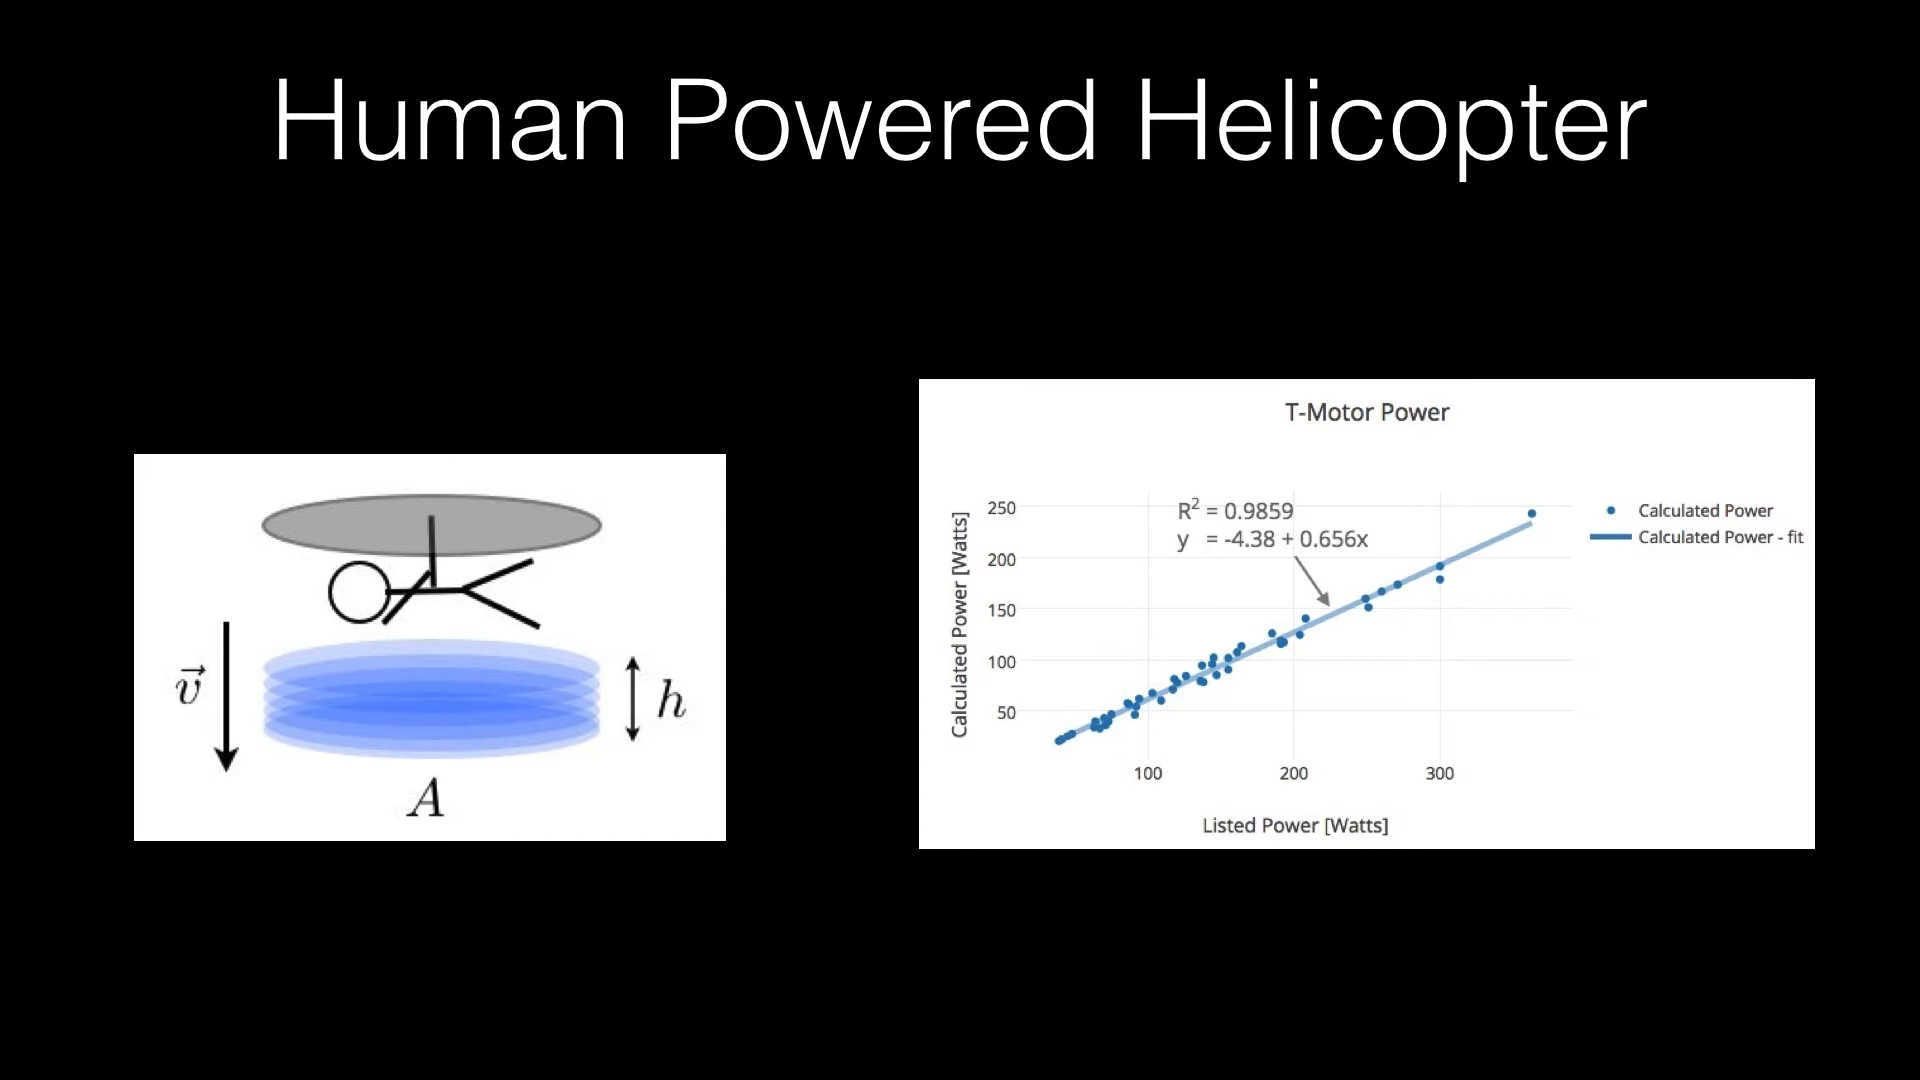 Human Powered Helicopter
v⃗
h
A
T-Motor Power
R² = 0.9859
y = -4.38 + 0.656x
Calculated Power
Calculated Power - fit
Calculated Power [Watts]
250
200
150
100
50
100 200 300
Listed Power [Watts]